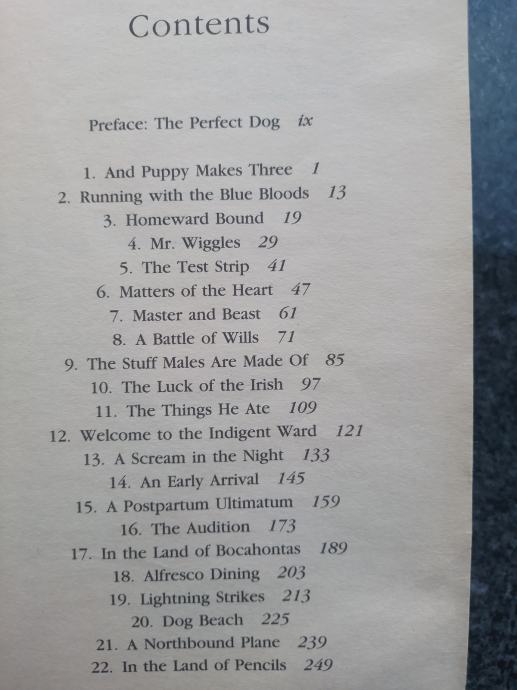 Contents
Preface: The Perfect Dog ix
1. And Puppy Makes Three 1
2. Running with the Blue Bloods 13
3. Homeward Bound 19
4. Mr. Wiggles 29
5. The Test Strip 41
6. Matters of the Heart 47
7. Master and Beast 61
8. A Battle of Wills 71
9. The Stuff Males Are Made Of 85
10. The Luck of the Irish 97
11. The Things He Ate 109
12. Welcome to the Indigent Ward 121
13. A Scream in the Night 133
14. An Early Arrival 145
15. A Postpartum Ultimatum 159
16. The Audition 173
17. In the Land of Bocahontas 189
18. Alfresco Dining 203
19. Lightning Strikes 213
20. Dog Beach 225
21. A Northbound Plane 239
22. In the Land of Pencils 249